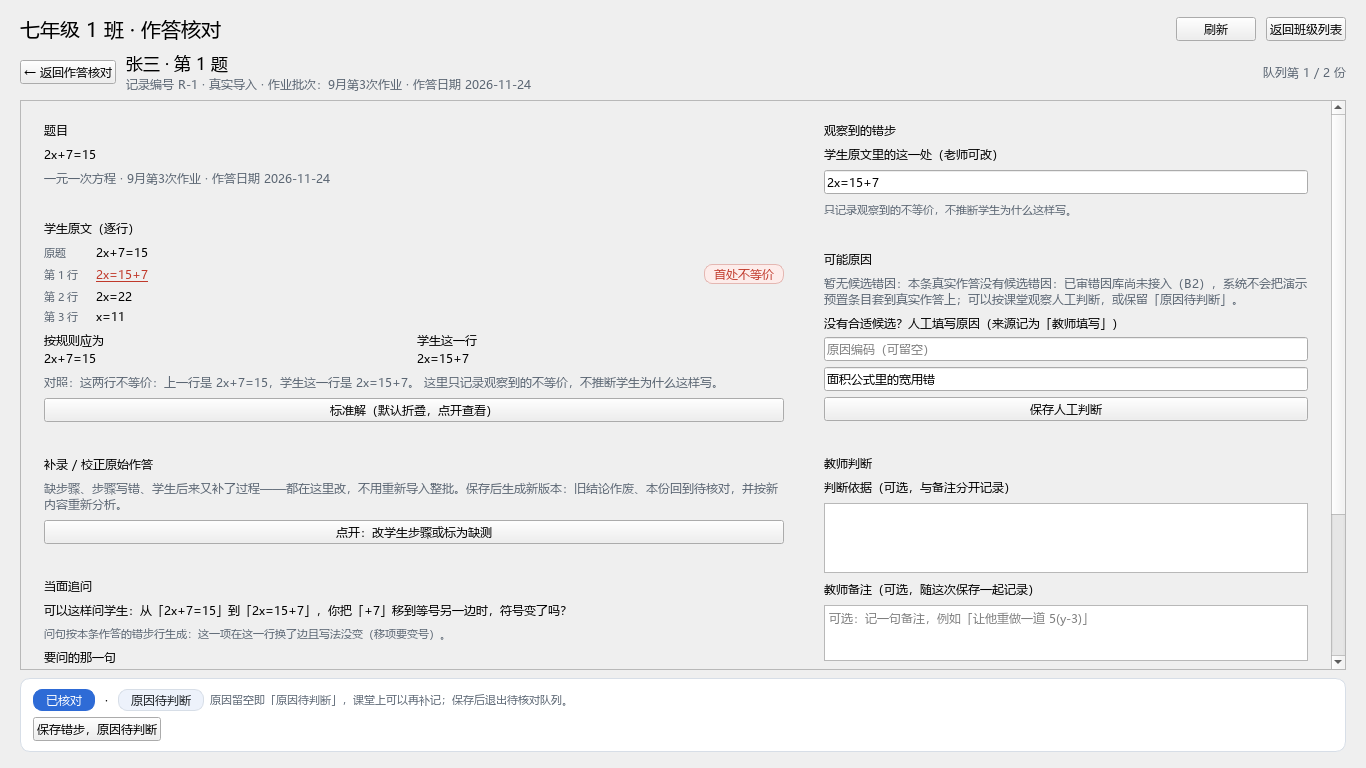 七年级 1 班 · 作答核对
刷新
返回班级列表
← 返回作答核对
张三 · 第 1 题
记录编号 R-1 · 真实导入 · 作业批次：9月第3次作业 · 作答日期 2026-11-24
队列第 1 / 2 份
题目
2x+7=15
一元一次方程 · 9月第3次作业 · 作答日期 2026-11-24
学生原文（逐行）
原题 2x+7=15
第 1 行 2x=15+7 首处不等价
第 2 行 2x=22
第 3 行 x=11
按规则应为 学生这一行
2x+7=15 2x=15+7
对照：这两行不等价：上一行是 2x+7=15，学生这一行是 2x=15+7。 这里只记录观察到的不等价，不推断学生为什么这样写。
标准解（默认折叠，点开查看）
补录 / 校正原始作答
缺步骤、步骤写错、学生后来又补了过程——都在这里改，不用重新导入整批。保存后生成新版本：旧结论作废、本份回到待核对，并按新
内容重新分析。
点开：改学生步骤或标为缺测
当面追问
可以这样问学生：从「2x+7=15」到「2x=15+7」，你把「+7」移到等号另一边时，符号变了吗?
问句按本条作答的错步行生成：这一项在这一行换了边且写法没变（移项要变号）。
要问的那一句
观察到的错步
学生原文里的这一处（老师可改）
2x=15+7
只记录观察到的不等价，不推断学生为什么这样写。
可能原因
暂无候选错因：本条真实作答没有候选错因：已审错因库尚未接入（B2），系统不会把演示
预置条目套到真实作答上；可以按课堂观察人工判断，或保留「原因待判断」。
没有合适候选？人工填写原因（来源记为「教师填写」）
原因编码（可留空）
面积公式里的宽用错
保存人工判断
教师判断
判断依据（可选，与备注分开记录）
教师备注（可选，随这次保存一起记录）
可选：记一句备注，例如「让他重做一道 5(y-3)」
已核对 · 原因待判断 原因留空即「原因待判断」，课堂上可以再补记；保存后退出待核对队列。
保存错步，原因待判断